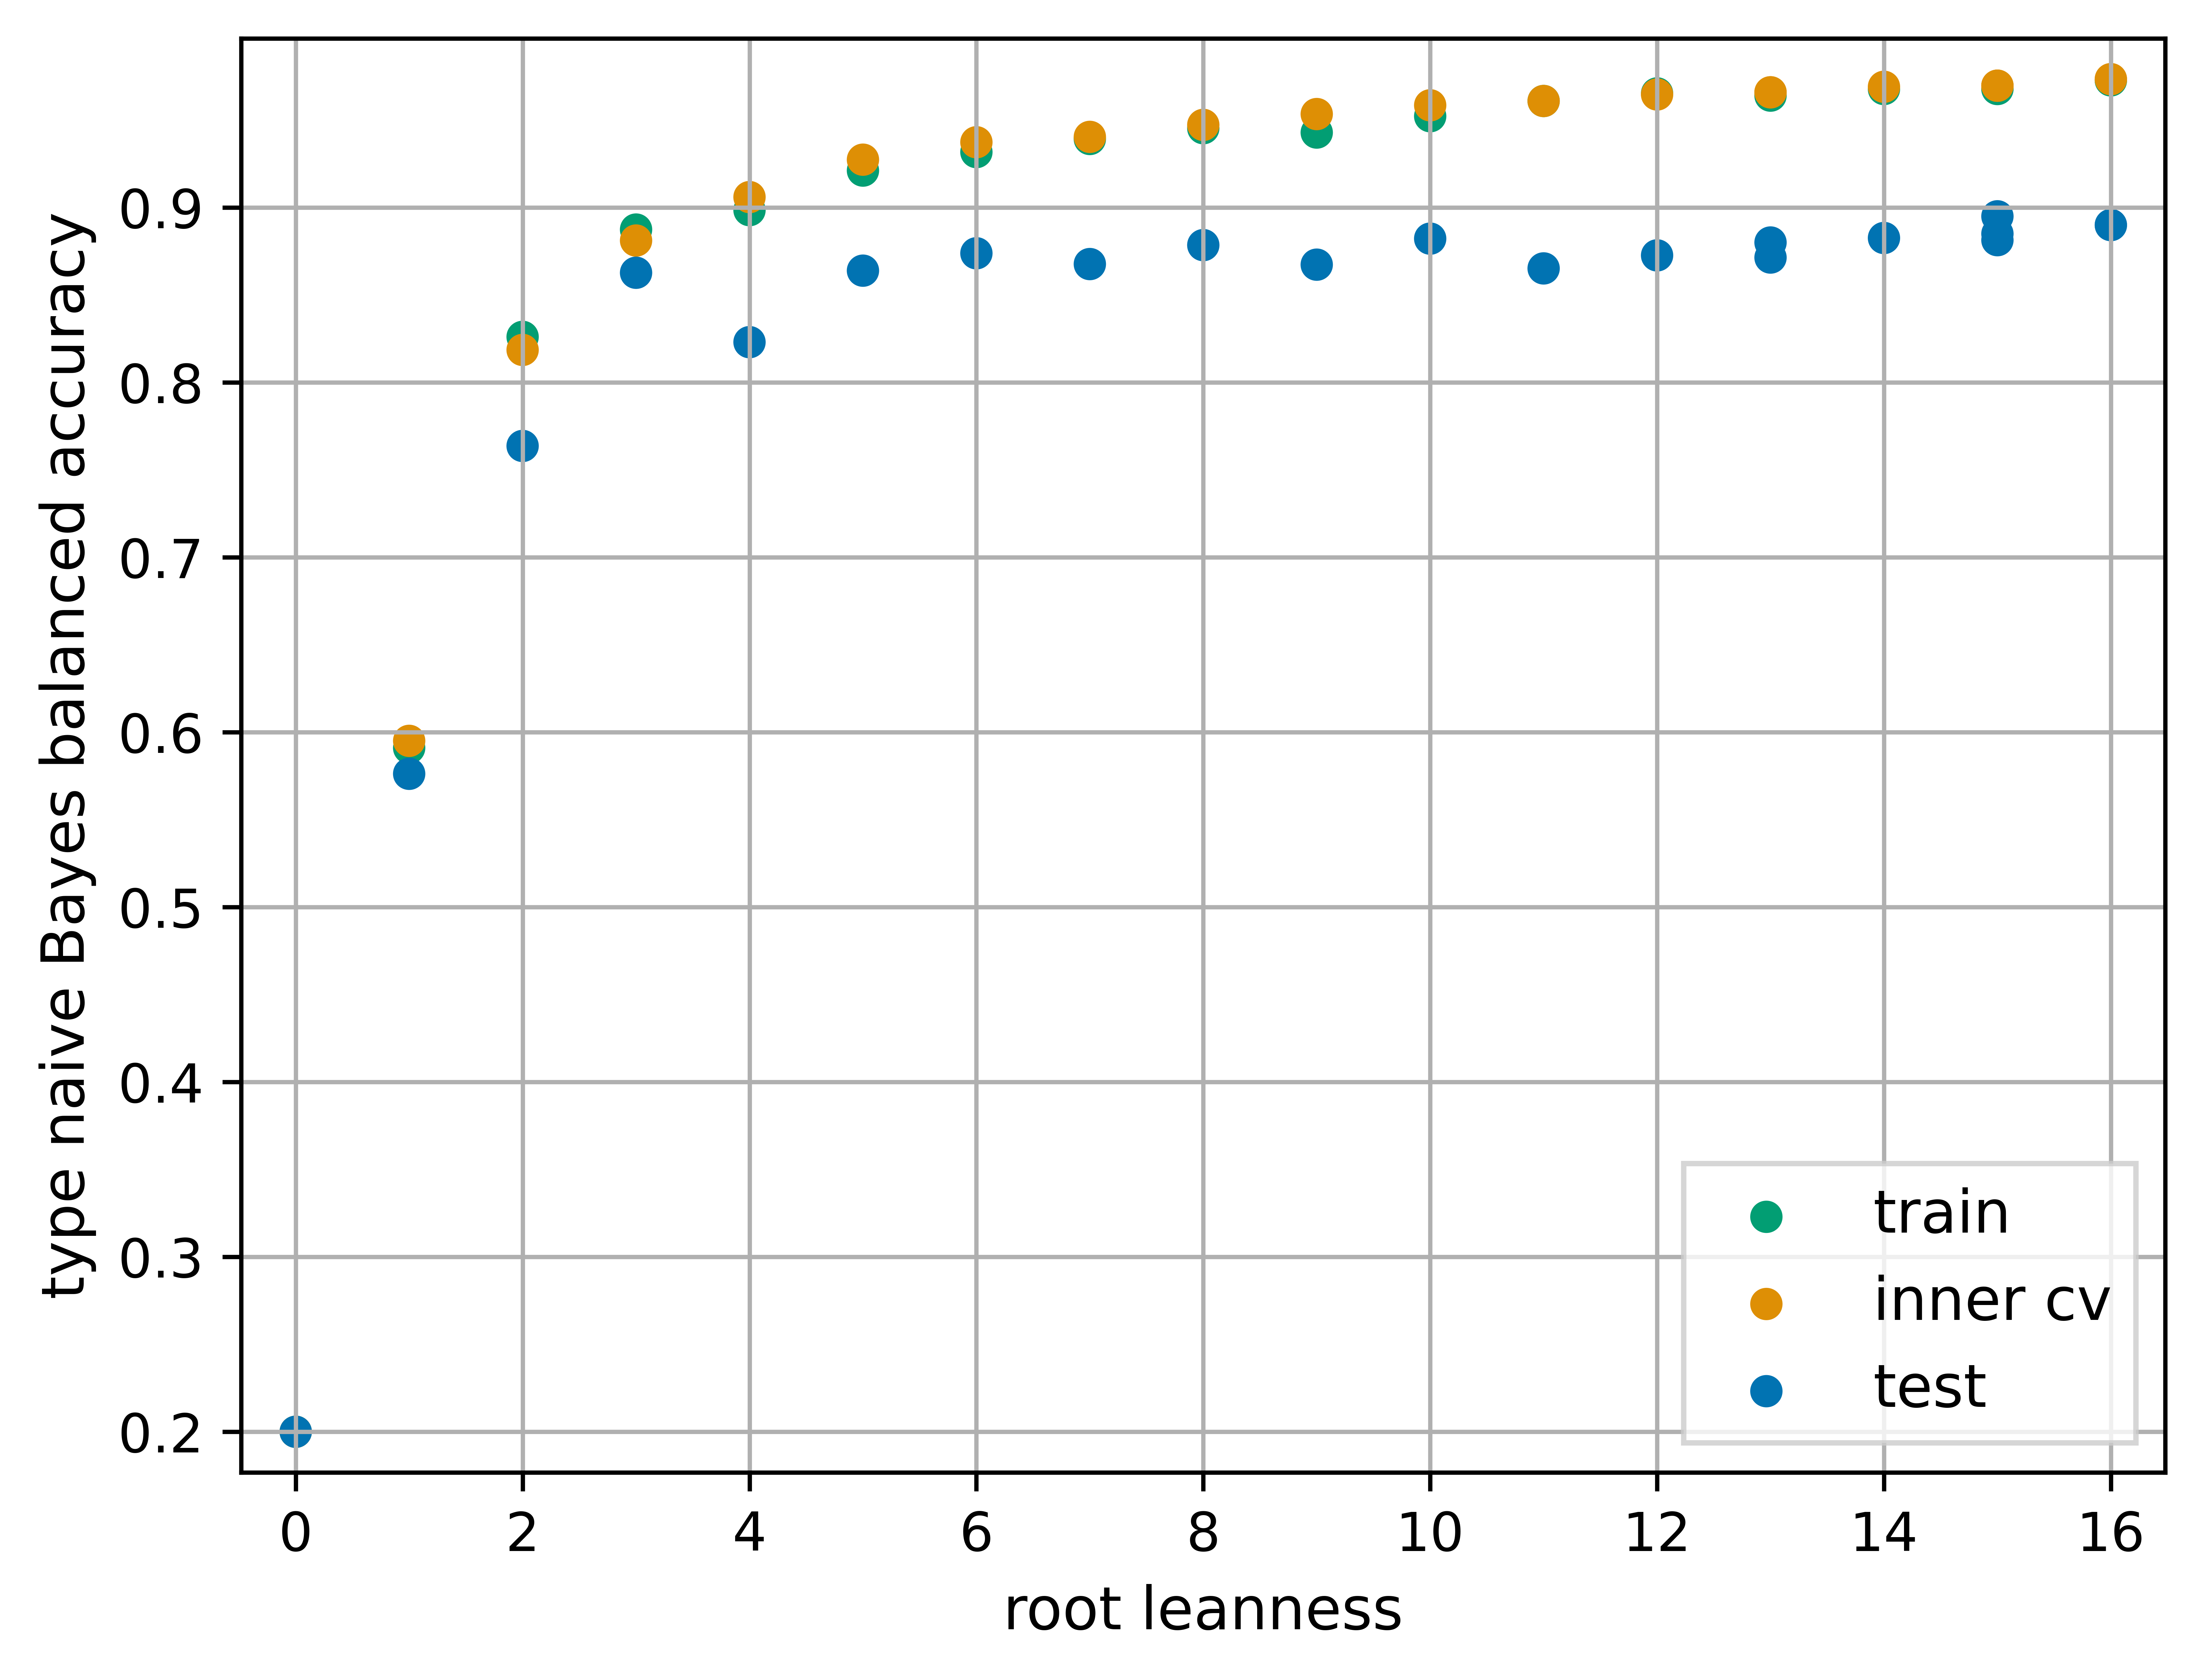 type naive Bayes balanced accuracy
0.9
0.8
0.7
0.6
0.5
0.4
0.3
0.2
train
inner cv
test
0 2 4 6 8 10 12 14 16
root leanness